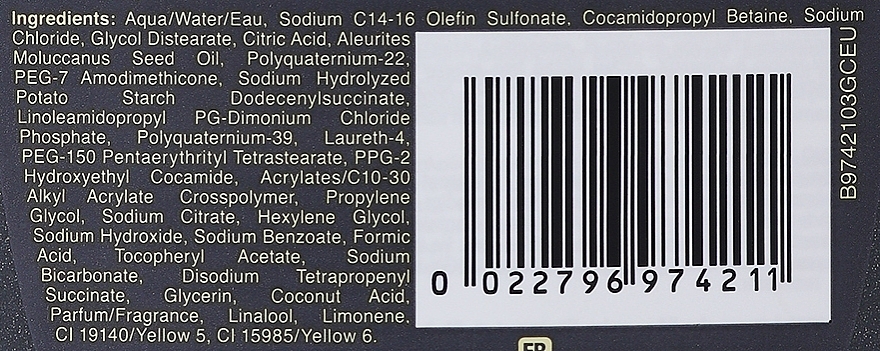 Ingredients: Aqua/Water/Eau, Sodium C14-16 Olefin Sulfonate, Cocamidopropyl Betaine, Sodium
Chloride, Glycol Distearate, Citric Acid, Aleurites
Moluccanus Seed Oil, Polyquaternium-22,
PEG-7 Amodimethicone, Sodium Hydrolyzed
Potato Starch Dodecenylsuccinate,
Linoleamidopropyl PG-Dimonium Chloride
Phosphate, Polyquaternium-39, Laureth-4,
PEG-150 Pentaerythrityl Tetrastearate, PPG-2
Hydroxyethyl Cocamide, Acrylates/C10-30
Alkyl Acrylate Crosspolymer, Propylene
Glycol, Sodium Citrate, Hexylene Glycol,
Sodium Hydroxide, Sodium Benzoate, Formic
Acid, Tocopheryl Acetate, Sodium
Bicarbonate, Disodium Tetrapropenyl
Succinate, Glycerin, Coconut Acid,
Parfum/Fragrance, Linalool, Limonene,
CI 19140/Yellow 5, CI 15985/Yellow 6.
0 022796 974211
B9742103GCEU